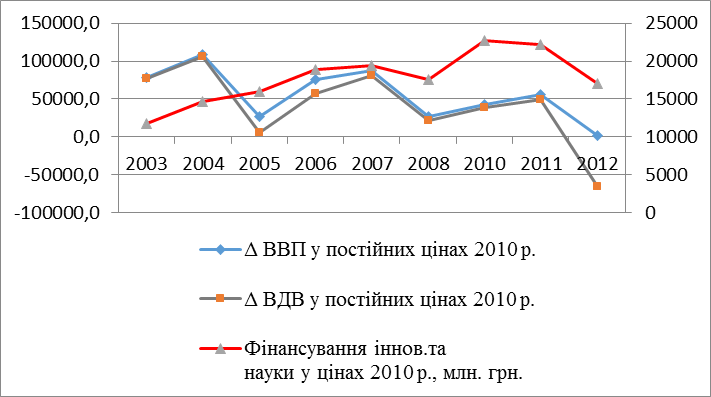 150000,0
100000,0
50000,0
0,0
-50000,0
-100000,0
25000
20000
15000
10000
5000
0
2003 2004 2005 2006 2007 2008 2010 2011 2012
Δ ВВП у постійних цінах 2010 р.
Δ ВДВ у постійних цінах 2010 р.
Фінансування іннов.та
науки у цінах 2010 р., млн. грн.